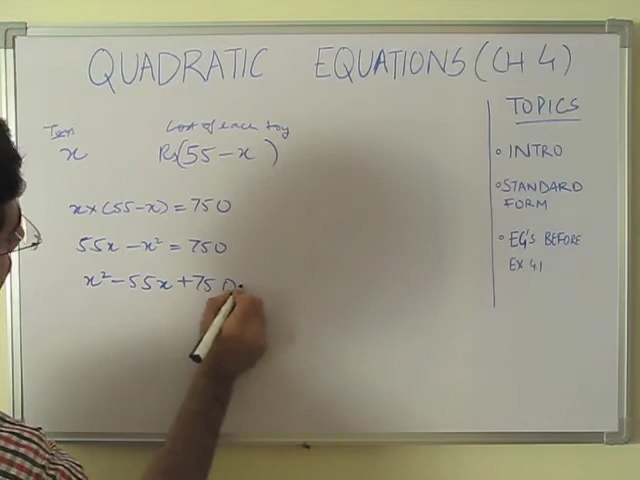 QUADRATIC EQUATIONS (CH 4)
Cost of each toy
x Rs(55-x)
x×(55-x)=750
55x-x²=750
x²-55x+750
TOPICS
• INTRO
• STANDARD
FORM
• EG'S BEFORE
EX 4.1